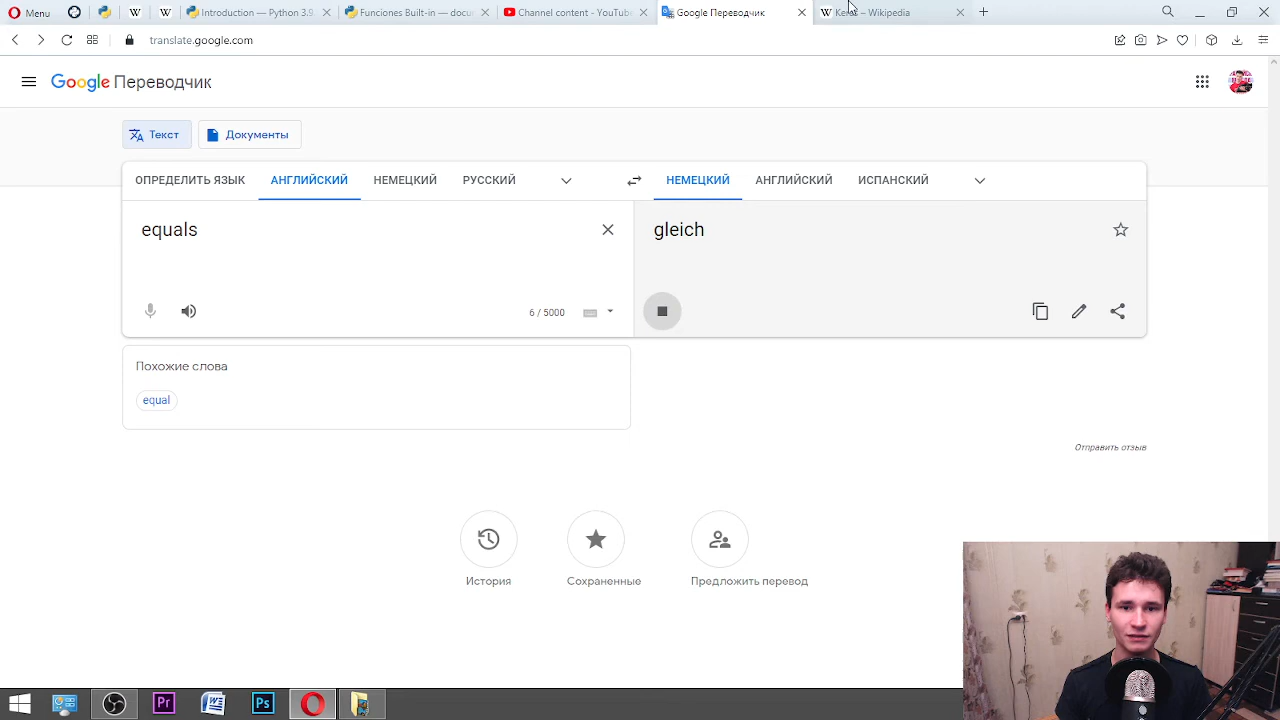 Menu
Introduction — Python 3.9
Funciones Built-in — docu
Channel content - YouTube
Google Переводчик
– Wikipedia
translate.google.com
Google Переводчик
Текст
Документы
ОПРЕДЕЛИТЬ ЯЗЫК АНГЛИЙСКИЙ НЕМЕЦКИЙ РУССКИЙ
НЕМЕЦКИЙ АНГЛИЙСКИЙ ИСПАНСКИЙ
equals
gleich
6 / 5000
Похожие слова
equal
Отправить отзыв
История
Сохраненные
Предложить перевод
Pr
W
Ps